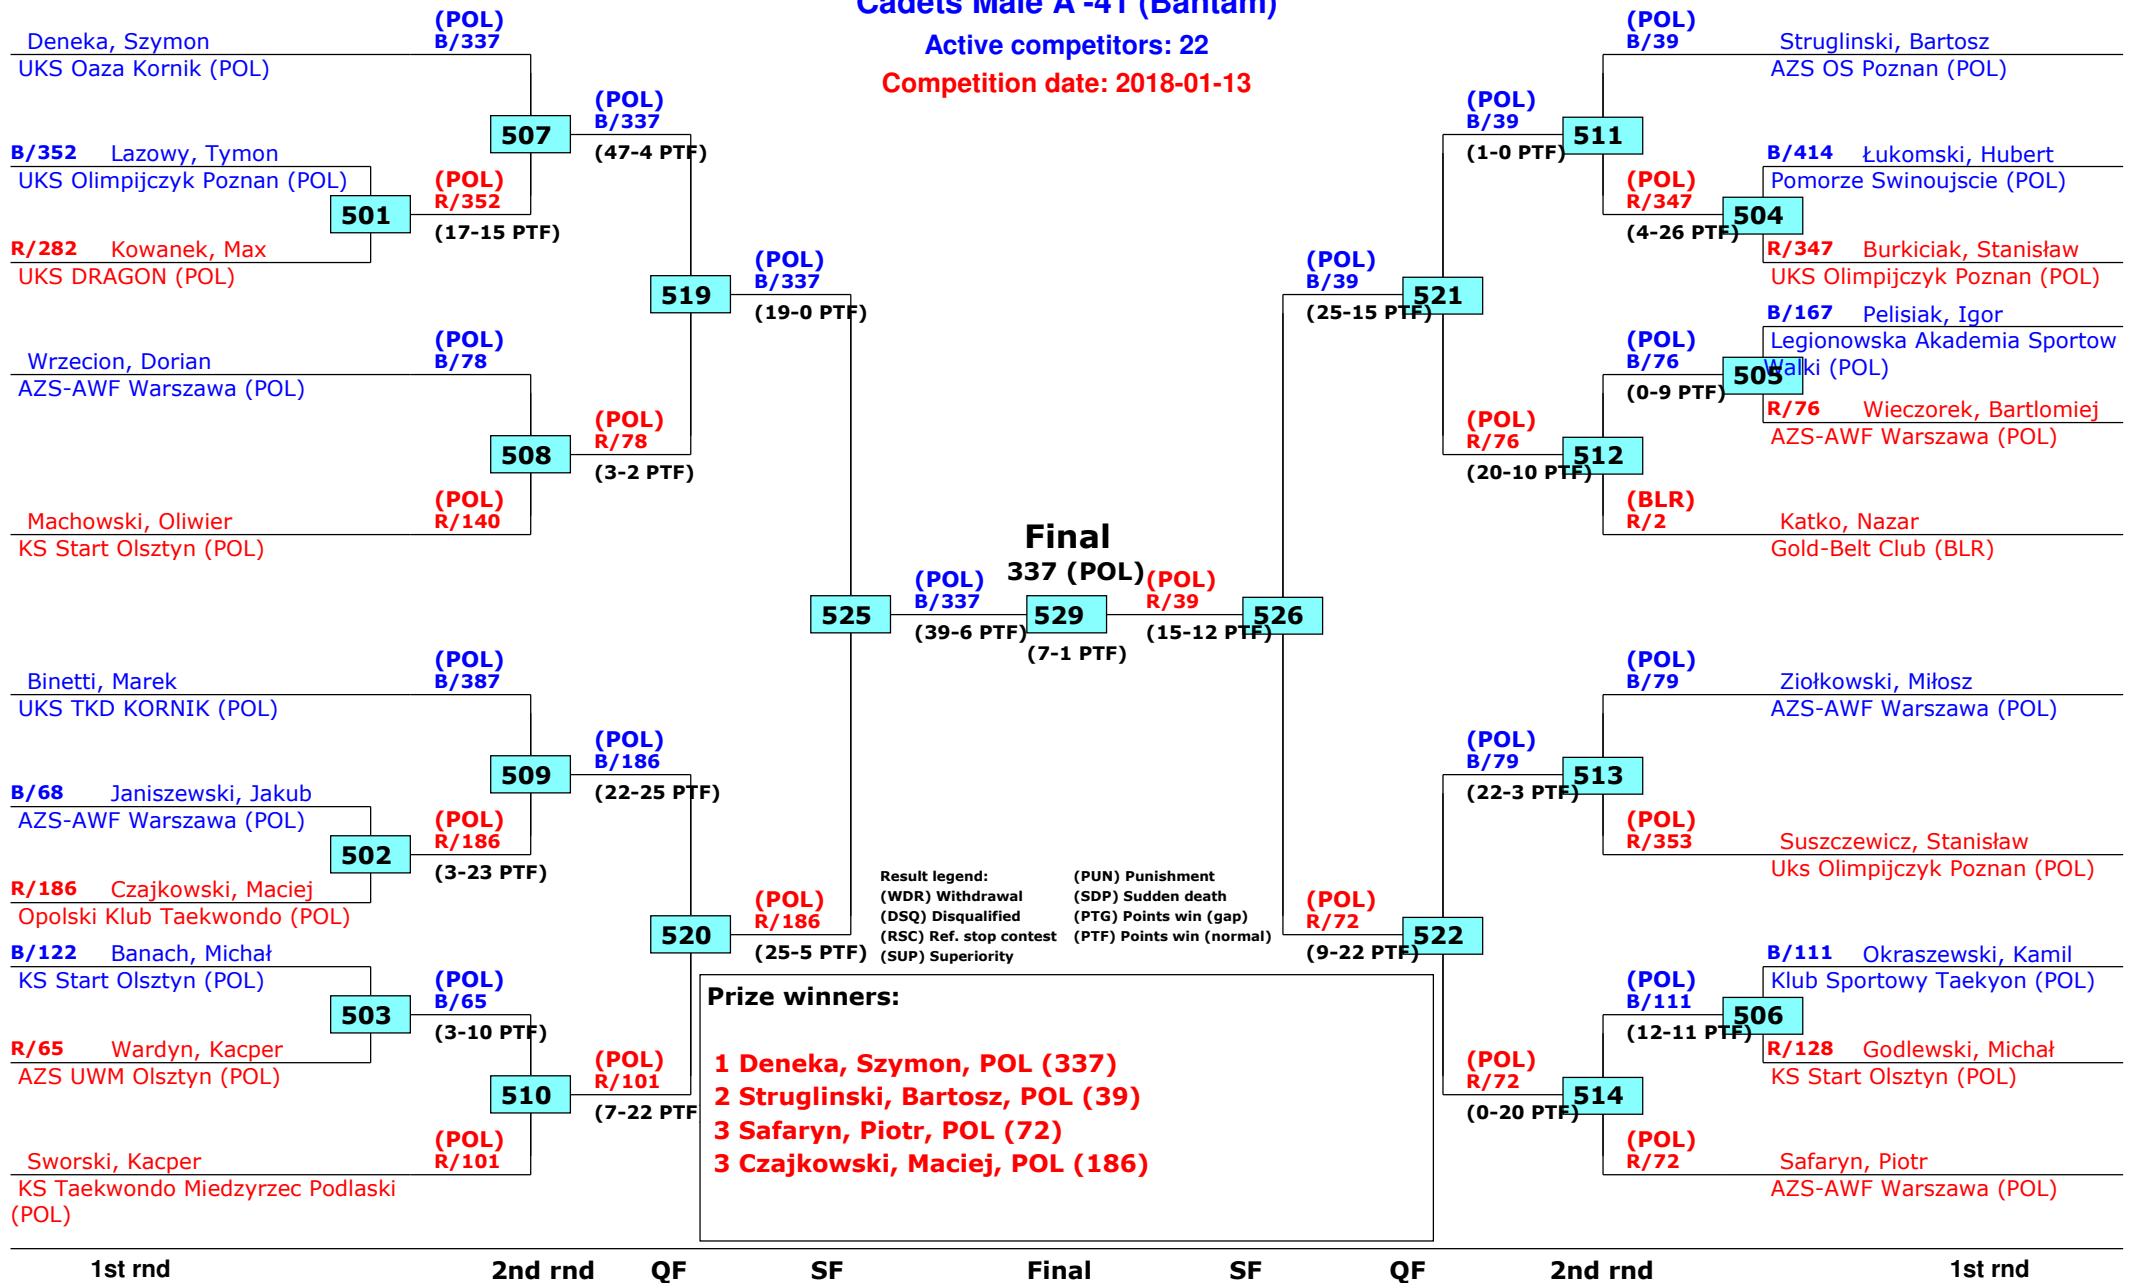 Cadets Male A -41 (Bantam)
Active competitors: 22
Competition date: 2018-01-13
Deneka, Szymon
UKS Oaza Kornik (POL)
(POL)
B/337
B/352 Lazowy, Tymon
UKS Olimpijczyk Poznan (POL)
501
R/282 Kowanek, Max
UKS DRAGON (POL)
(POL)
R/352
(17-15 PTF)
507
(POL)
B/337
(47-4 PTF)
Wrzecion, Dorian
AZS-AWF Warszawa (POL)
(POL)
B/78
508
Machowski, Oliwier
KS Start Olsztyn (POL)
(POL)
R/140
(POL)
R/78
(3-2 PTF)
519
(POL)
B/337
(19-0 PTF)
Binetti, Marek
UKS TKD KORNIK (POL)
(POL)
B/387
B/68 Janiszewski, Jakub
AZS-AWF Warszawa (POL)
502
R/186 Czajkowski, Maciej
Opolski Klub Taekwondo (POL)
(POL)
R/186
(3-23 PTF)
509
(POL)
B/186
(22-25 PTF)
B/122 Banach, Michał
KS Start Olsztyn (POL)
503
R/65 Wardyn, Kacper
AZS UWM Olsztyn (POL)
(POL)
B/65
(3-10 PTF)
510
Sworski, Kacper
KS Taekwondo Miedzyrzec Podlaski
(POL)
(POL)
R/101
(POL)
R/101
(7-22 PTF
520
(POL)
R/186
(25-5 PTF)
525
(POL)
B/337
(39-6 PTF)
Final
337 (POL)
529
(7-1 PTF)
(POL)
R/39
(15-12 PTF)
526
(POL)
B/39
(25-15 PTF)
521
(POL)
B/39
(1-0 PTF)
511
(POL)
B/39
Struglinski, Bartosz
AZS OS Poznan (POL)
(POL)
R/347
(4-26 PTF)
504
B/414 Łukomski, Hubert
Pomorze Swinoujscie (POL)
R/347 Burkiciak, Stanisław
UKS Olimpijczyk Poznan (POL)
(POL)
R/76
(20-10 PTF)
512
(POL)
B/76
(0-9 PTF)
505
B/167 Pelisiak, Igor
Legionowska Akademia Sportow
Walki (POL)
R/76 Wieczorek, Bartlomiej
AZS-AWF Warszawa (POL)
(BLR)
R/2
Katko, Nazar
Gold-Belt Club (BLR)
(POL)
R/72
(9-22 PTF)
522
(POL)
B/79
(22-3 PTF)
513
(POL)
B/79
Ziołkowski, Miłosz
AZS-AWF Warszawa (POL)
(POL)
R/353
Suszczewicz, Stanisław
Uks Olimpijczyk Poznan (POL)
(POL)
R/72
(0-20 PTF)
514
(POL)
B/111
(12-11 PTF)
506
B/111 Okraszewski, Kamil
Klub Sportowy Taekyon (POL)
R/128 Godlewski, Michał
KS Start Olsztyn (POL)
(POL)
R/72
Safaryn, Piotr
AZS-AWF Warszawa (POL)
Result legend: (PUN) Punishment
(WDR) Withdrawal (SDP) Sudden death
(DSQ) Disqualified (PTG) Points win (gap)
(RSC) Ref. stop contest (PTF) Points win (normal)
(SUP) Superiority
Prize winners:
1 Deneka, Szymon, POL (337)
2 Struglinski, Bartosz, POL (39)
3 Safaryn, Piotr, POL (72)
3 Czajkowski, Maciej, POL (186)
1st rnd 2nd rnd QF SF Final SF QF 2nd rnd 1st rnd